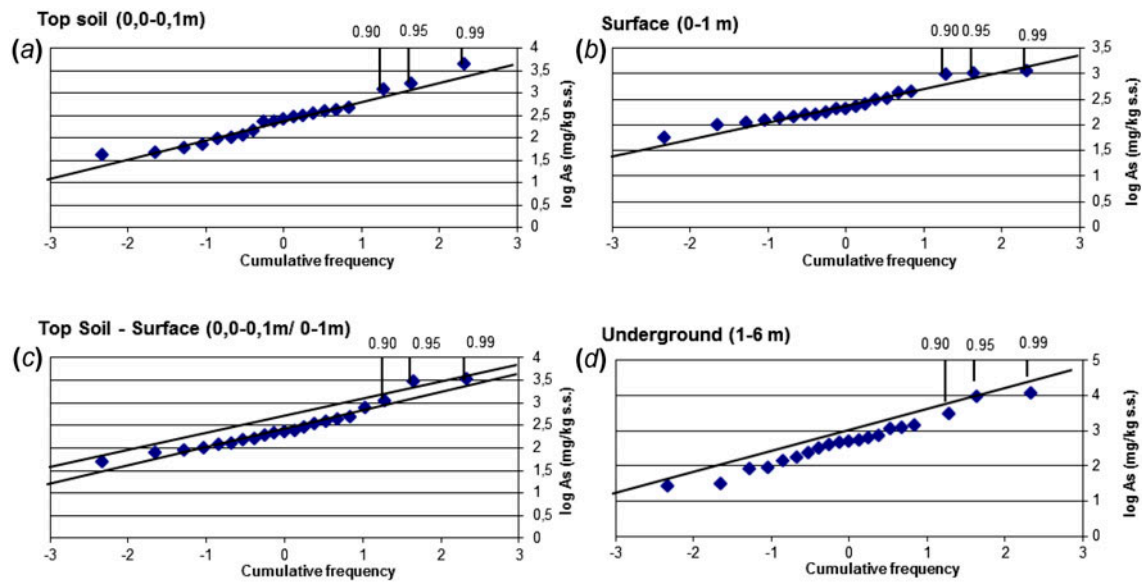 Top soil (0,0-0,1m)
(a)
0.90 0.95 0.99
4
3,5
3
2,5
2
1,5
1
0,5
0
log As (mg/kg s.s.)
-3 -2 -1 0 1 2 3
Cumulative frequency
Surface (0-1 m)
(b)
0.90 0.95 0.99
3,5
3
2,5
2
1,5
1
0,5
0
log As (mg/kg s.s.)
-3 -2 -1 0 1 2 3
Cumulative frequency
Top Soil - Surface (0,0-0,1m/ 0-1m)
(c)
0.90 0.95 0.99
4
3,5
3
2,5
2
1,5
1
0,5
0
log As (mg/kg s.s.)
-3 -2 -1 0 1 2 3
Cumulative frequency
Underground (1-6 m)
(d)
0.90 0.95 0.99
5
4
3
2
1
0
log As (mg/kg s.s.)
-3 -2 -1 0 1 2 3
Cumulative frequency